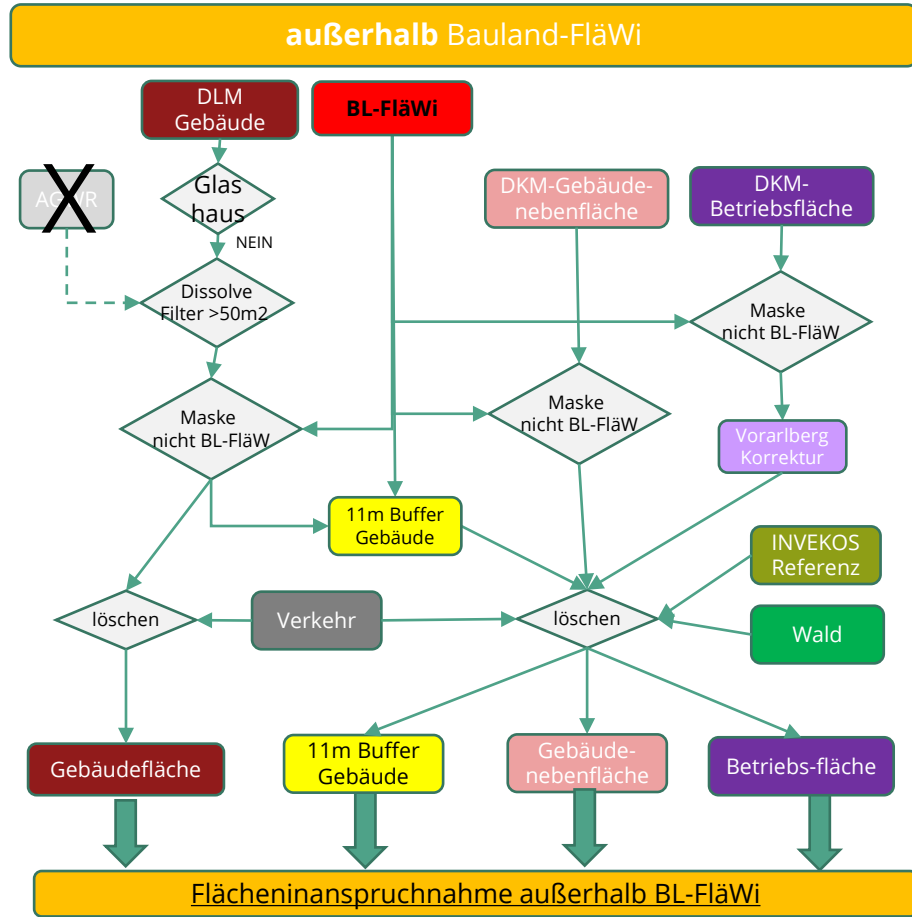 außerhalb Bauland-FläWi
DLM
Gebäude
BL-FläWi
Glas
haus
NEIN
X
DKM-Gebäude-
nebenfläche
DKM-
Betriebsfläche
Dissolve
Filter >50m2
Maske
nicht BL-FläW
Maske
nicht BL-FläW
Maske
nicht BL-FläW
Vorarlberg
Korrektur
11m Buffer
Gebäude
INVEKOS
Referenz
löschen
Verkehr
löschen
Wald
Gebäudefläche
11m Buffer
Gebäude
Gebäude-
nebenfläche
Betriebs-fläche
Flächeninanspruchnahme außerhalb BL-FläWi